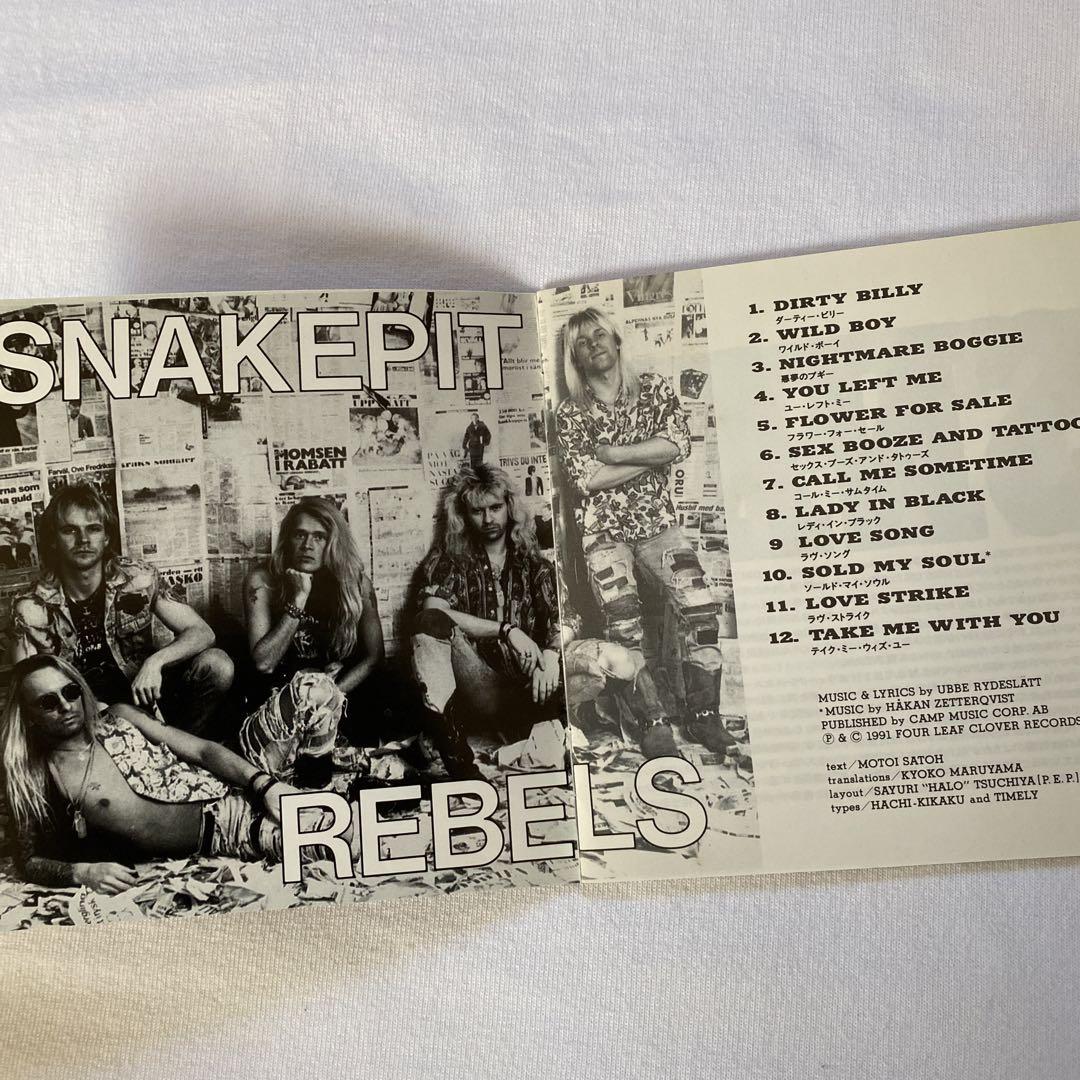 SNAKEPIT
REBELS
MOMSEN
I RABATT
TRVS DU INTE
1. DIRTY BILLY
ダーティー・ビリー
2. WILD BOY
ワイルド・ボーイ
3. NIGHTMARE BOGGIE
悪夢のブギー
4. YOU LEFT ME
ユー・レフト・ミー
5. FLOWER FOR SALE
フラワー・フォー・セール
6. SEX BOOZE AND TATTOO
セックス・ブーズ・アンド・タトゥーズ
7. CALL ME SOMETIME
コール・ミー・サムタイム
8. LADY IN BLACK
レディ・イン・ブラック
9 LOVE SONG
ラヴ・ソング
10. SOLD MY SOUL*
ソールド・マイ・ソウル
11. LOVE STRIKE
ラヴ・ストライク
12. TAKE ME WITH YOU
テイク・ミー・ウィズ・ユー
MUSIC & LYRICS by UBBE RYDESLÄTT
*MUSIC by HÅKAN ZETTERQVIST
PUBLISHED by CAMP MUSIC CORP. AB
Ⓟ & © 1991 FOUR LEAF CLOVER RECORDS
text/MOTOI SATOH
translations/KYOKO MARUYAMA
layout/SAYURI "HALO" TSUCHIYA [P.E.P.]
types/HACHI-KIKAKU and TIMELY